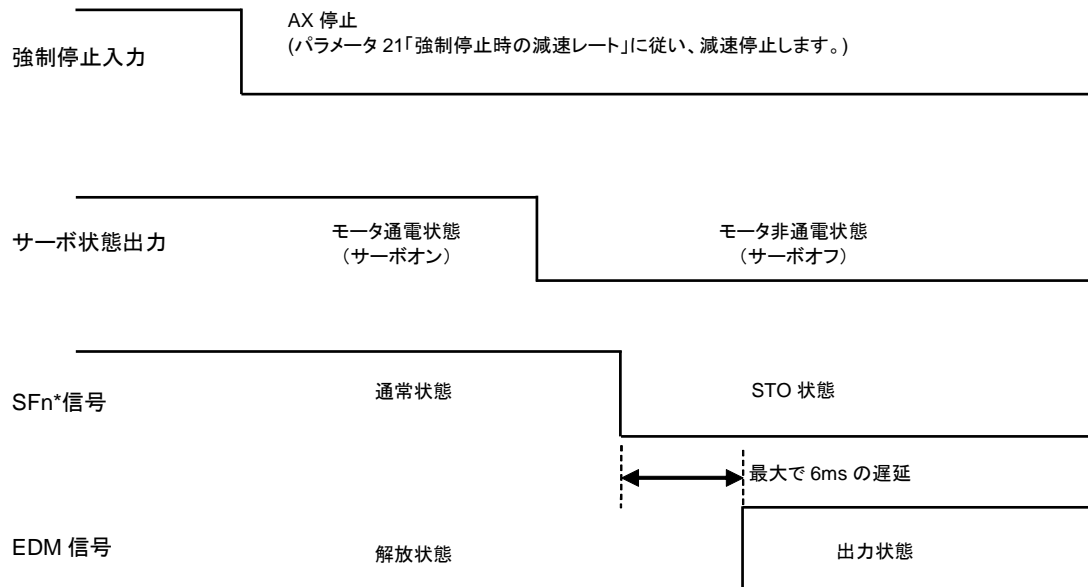 AX 停止
(パラメータ 21「強制停止時の減速レート」に従い、減速停止します。)
強制停止入力
サーボ状態出力
モータ通電状態
(サーボオン)
モータ非通電状態
(サーボオフ)
SFn*信号
通常状態
STO 状態
最大で 6ms の遅延
EDM 信号
解放状態
出力状態